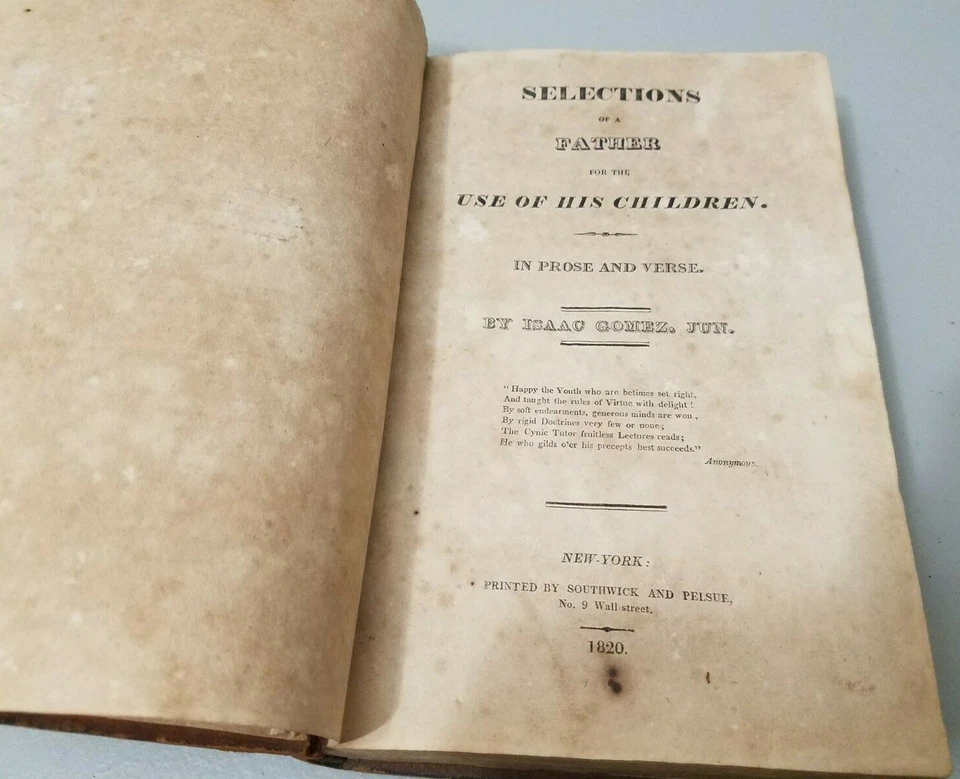 SELECTIONS
OF A
FATHER
FOR THE
USE OF HIS CHILDREN.
IN PROSE AND VERSE.
BY ISAAC GOMEZ. JUN.
"Happy the Youth who are betimes set right,
And taught the rules of Virtue with delight!
By soft endearments, generous minds are won,
By rigid Doctrines very few or none;
The Cynic Tutor fruitless Lectures reads;
He who gilds o'er his precepts best succeeds."
Anonymous.
NEW-YORK:
PRINTED BY SOUTHWICK AND PELSUE,
No. 9 Wall street.
1820.